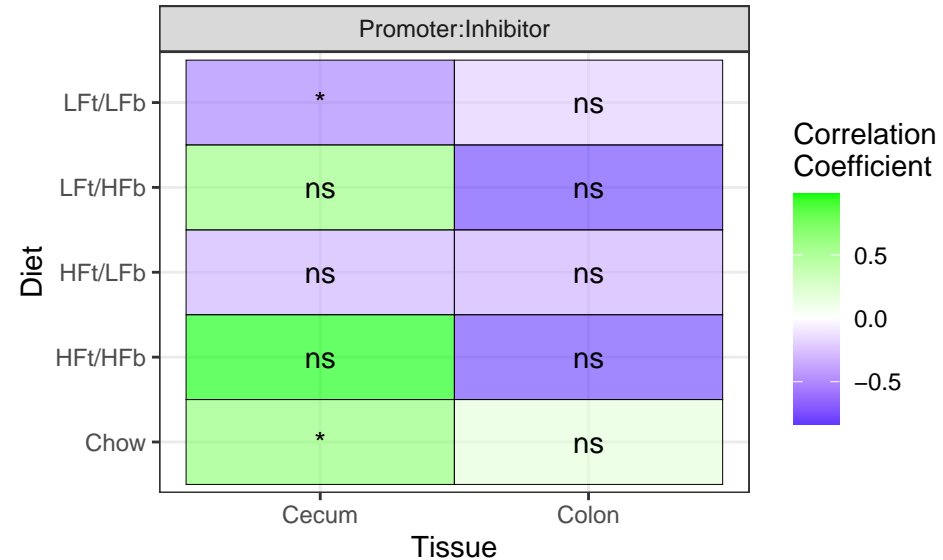 Promoter:Inhibitor
LFt/LFb
*
ns
LFt/HFb
ns
ns
HFt/LFb
ns
ns
HFt/HFb
ns
ns
Chow
*
ns
Cecum
Colon
Tissue
Diet
Correlation
Coefficient
0.5
0.0
−0.5